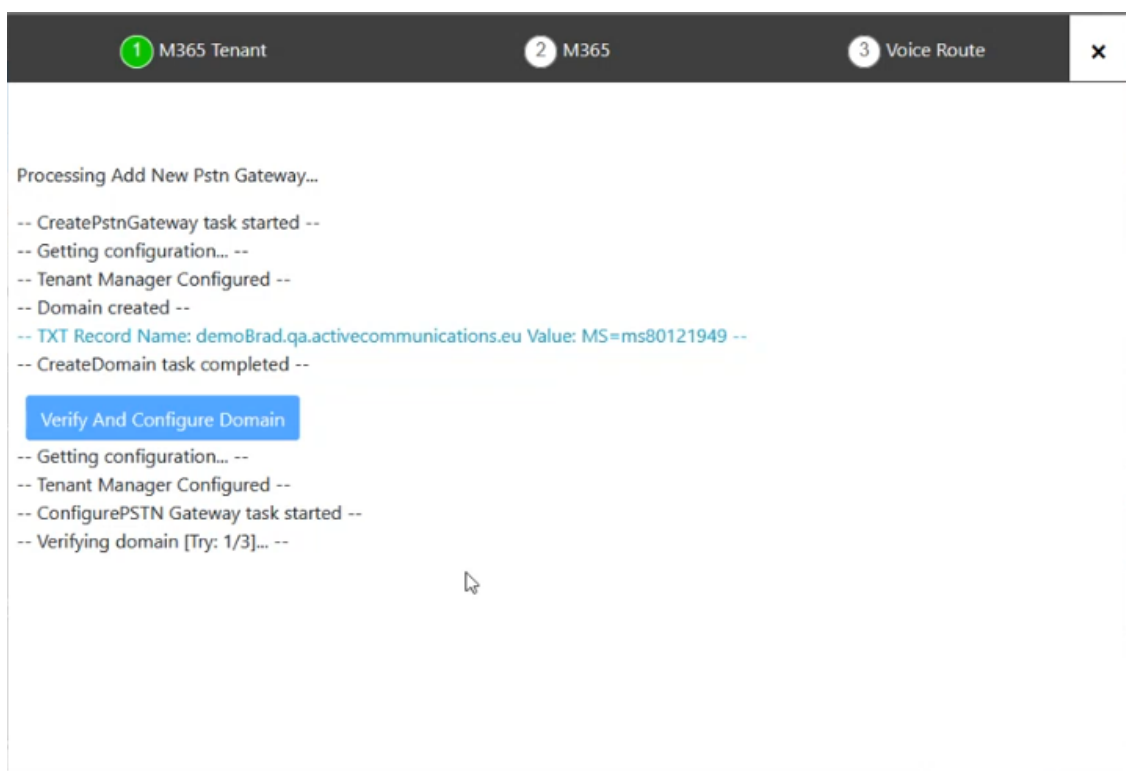 1 M365 Tenant
2 M365
3 Voice Route
×
Processing Add New Pstn Gateway...
-- CreatePstnGateway task started --
-- Getting configuration... --
-- Tenant Manager Configured --
-- Domain created --
-- TXT Record Name: demoBrad.qa.activecommunications.eu Value: MS=ms80121949 --
-- CreateDomain task completed --
Verify And Configure Domain
-- Getting configuration... --
-- Tenant Manager Configured --
-- ConfigurePSTN Gateway task started --
-- Verifying domain [Try: 1/3]... --